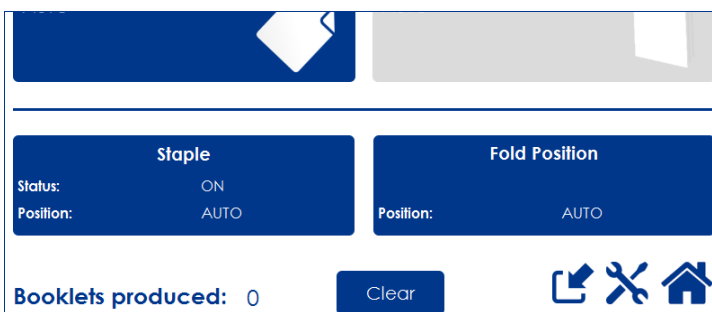 Staple
Status: ON
Position: AUTO
Fold Position
Position: AUTO
Booklets produced: 0
Clear